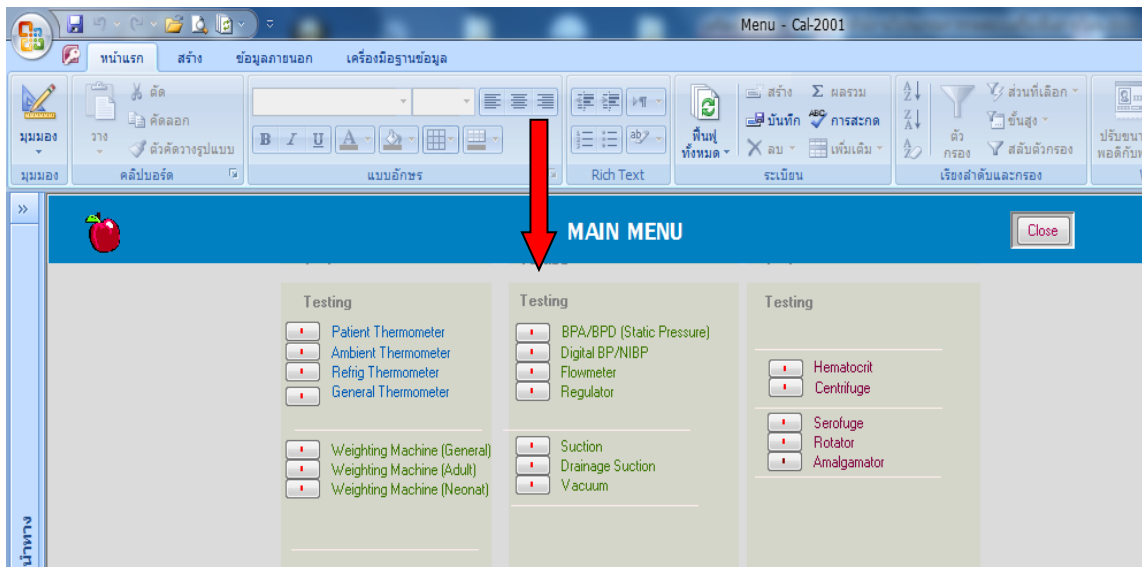 Menu - Cal-2001
หน้าแรก สร้าง ข้อมูลภายนอก เครื่องมือฐานข้อมูล
มุมมอง
มุมมอง
วาง
ตัด
คัดลอก
ตัวคัดวางรูปแบบ
คลิปบอร์ด
B I U A
แบบอักษร
Rich Text
ฟื้นฟู
ทั้งหมด
สร้าง Σ ผลรวม
บันทึก ABC การสะกด
ลบ เพิ่มเติม
ระเบียน
ตัว
กรอง
ส่วนที่เลือก
ขั้นสูง
สลับตัวกรอง
เรียงลำดับและกรอง
ปรับขนา
พอดีกับ
MAIN MENU
Close
Testing
Patient Thermometer
Ambient Thermometer
Refrig Thermometer
General Thermometer
Weighting Machine (General)
Weighting Machine (Adult)
Weighting Machine (Neonat)
Testing
BPA/BPD (Static Pressure)
Digital BP/NIBP
Flowmeter
Regulator
Suction
Drainage Suction
Vacuum
Testing
Hematocrit
Centrifuge
Serofuge
Rotator
Amalgamator